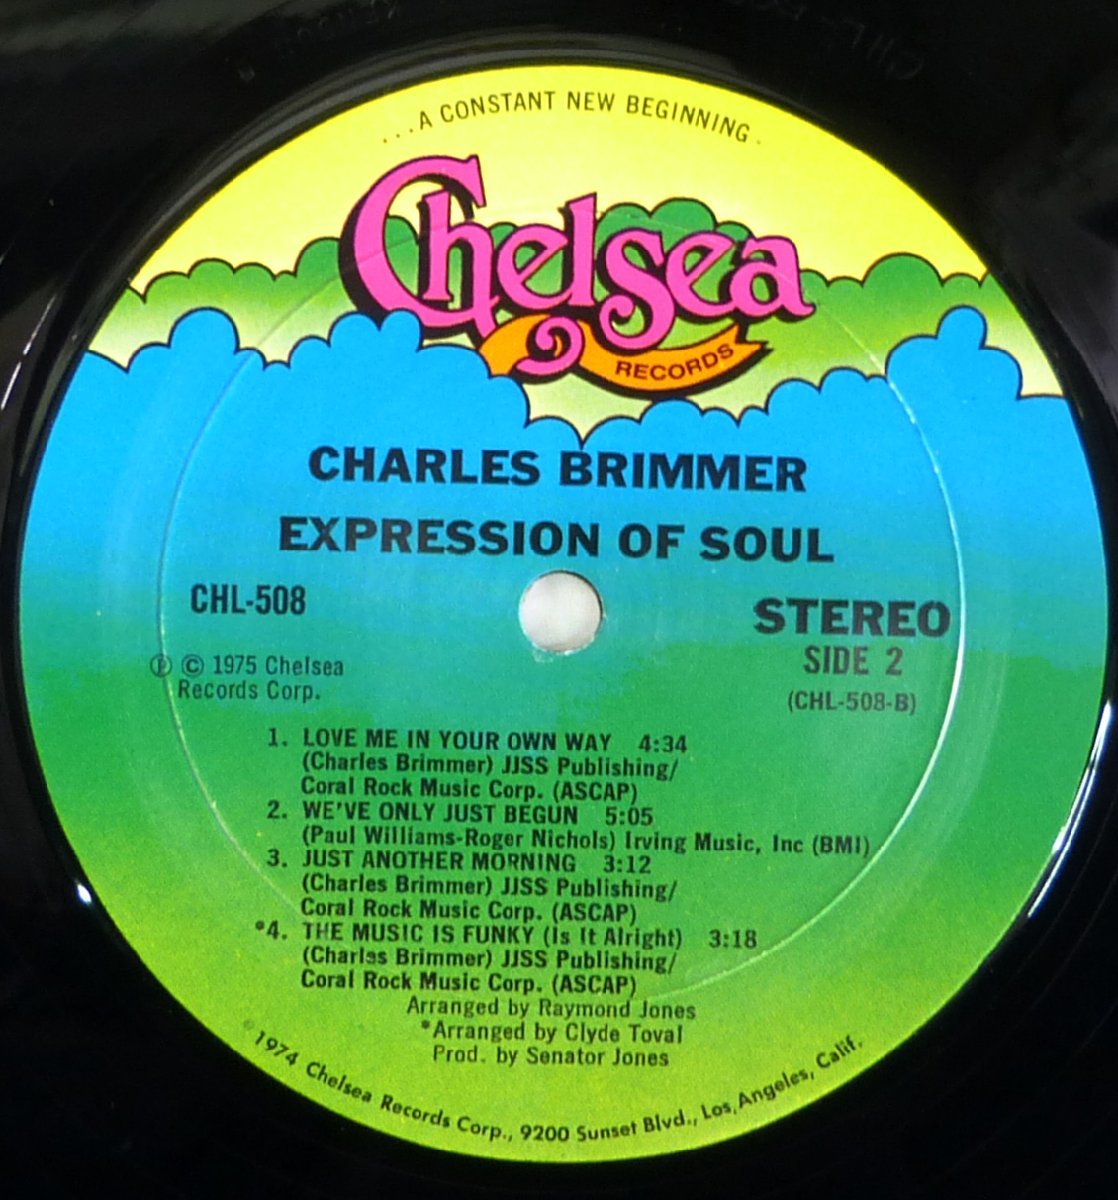 ...A CONSTANT NEW BEGINNING.
Chelsea
RECORDS
CHARLES BRIMMER
EXPRESSION OF SOUL
CHL-508
STEREO
SIDE 2
(CHL-508-B)
℗ © 1975 Chelsea
Records Corp.
1. LOVE ME IN YOUR OWN WAY 4:34
(Charles Brimmer) JJSS Publishing/
Coral Rock Music Corp. (ASCAP)
2. WE'VE ONLY JUST BEGUN 5:05
(Paul Williams-Roger Nichols) Irving Music, Inc (BMI)
3. JUST ANOTHER MORNING 3:12
(Charles Brimmer) JJSS Publishing/
Coral Rock Music Corp. (ASCAP)
*4. THE MUSIC IS FUNKY (Is It Alright) 3:18
(Charles Brimmer) JJSS Publishing/
Coral Rock Music Corp. (ASCAP)
Arranged by Raymond Jones
*Arranged by Clyde Toval
Prod. by Senator Jones
© 1974 Chelsea Records Corp., 9200 Sunset Blvd., Los Angeles, Calif.